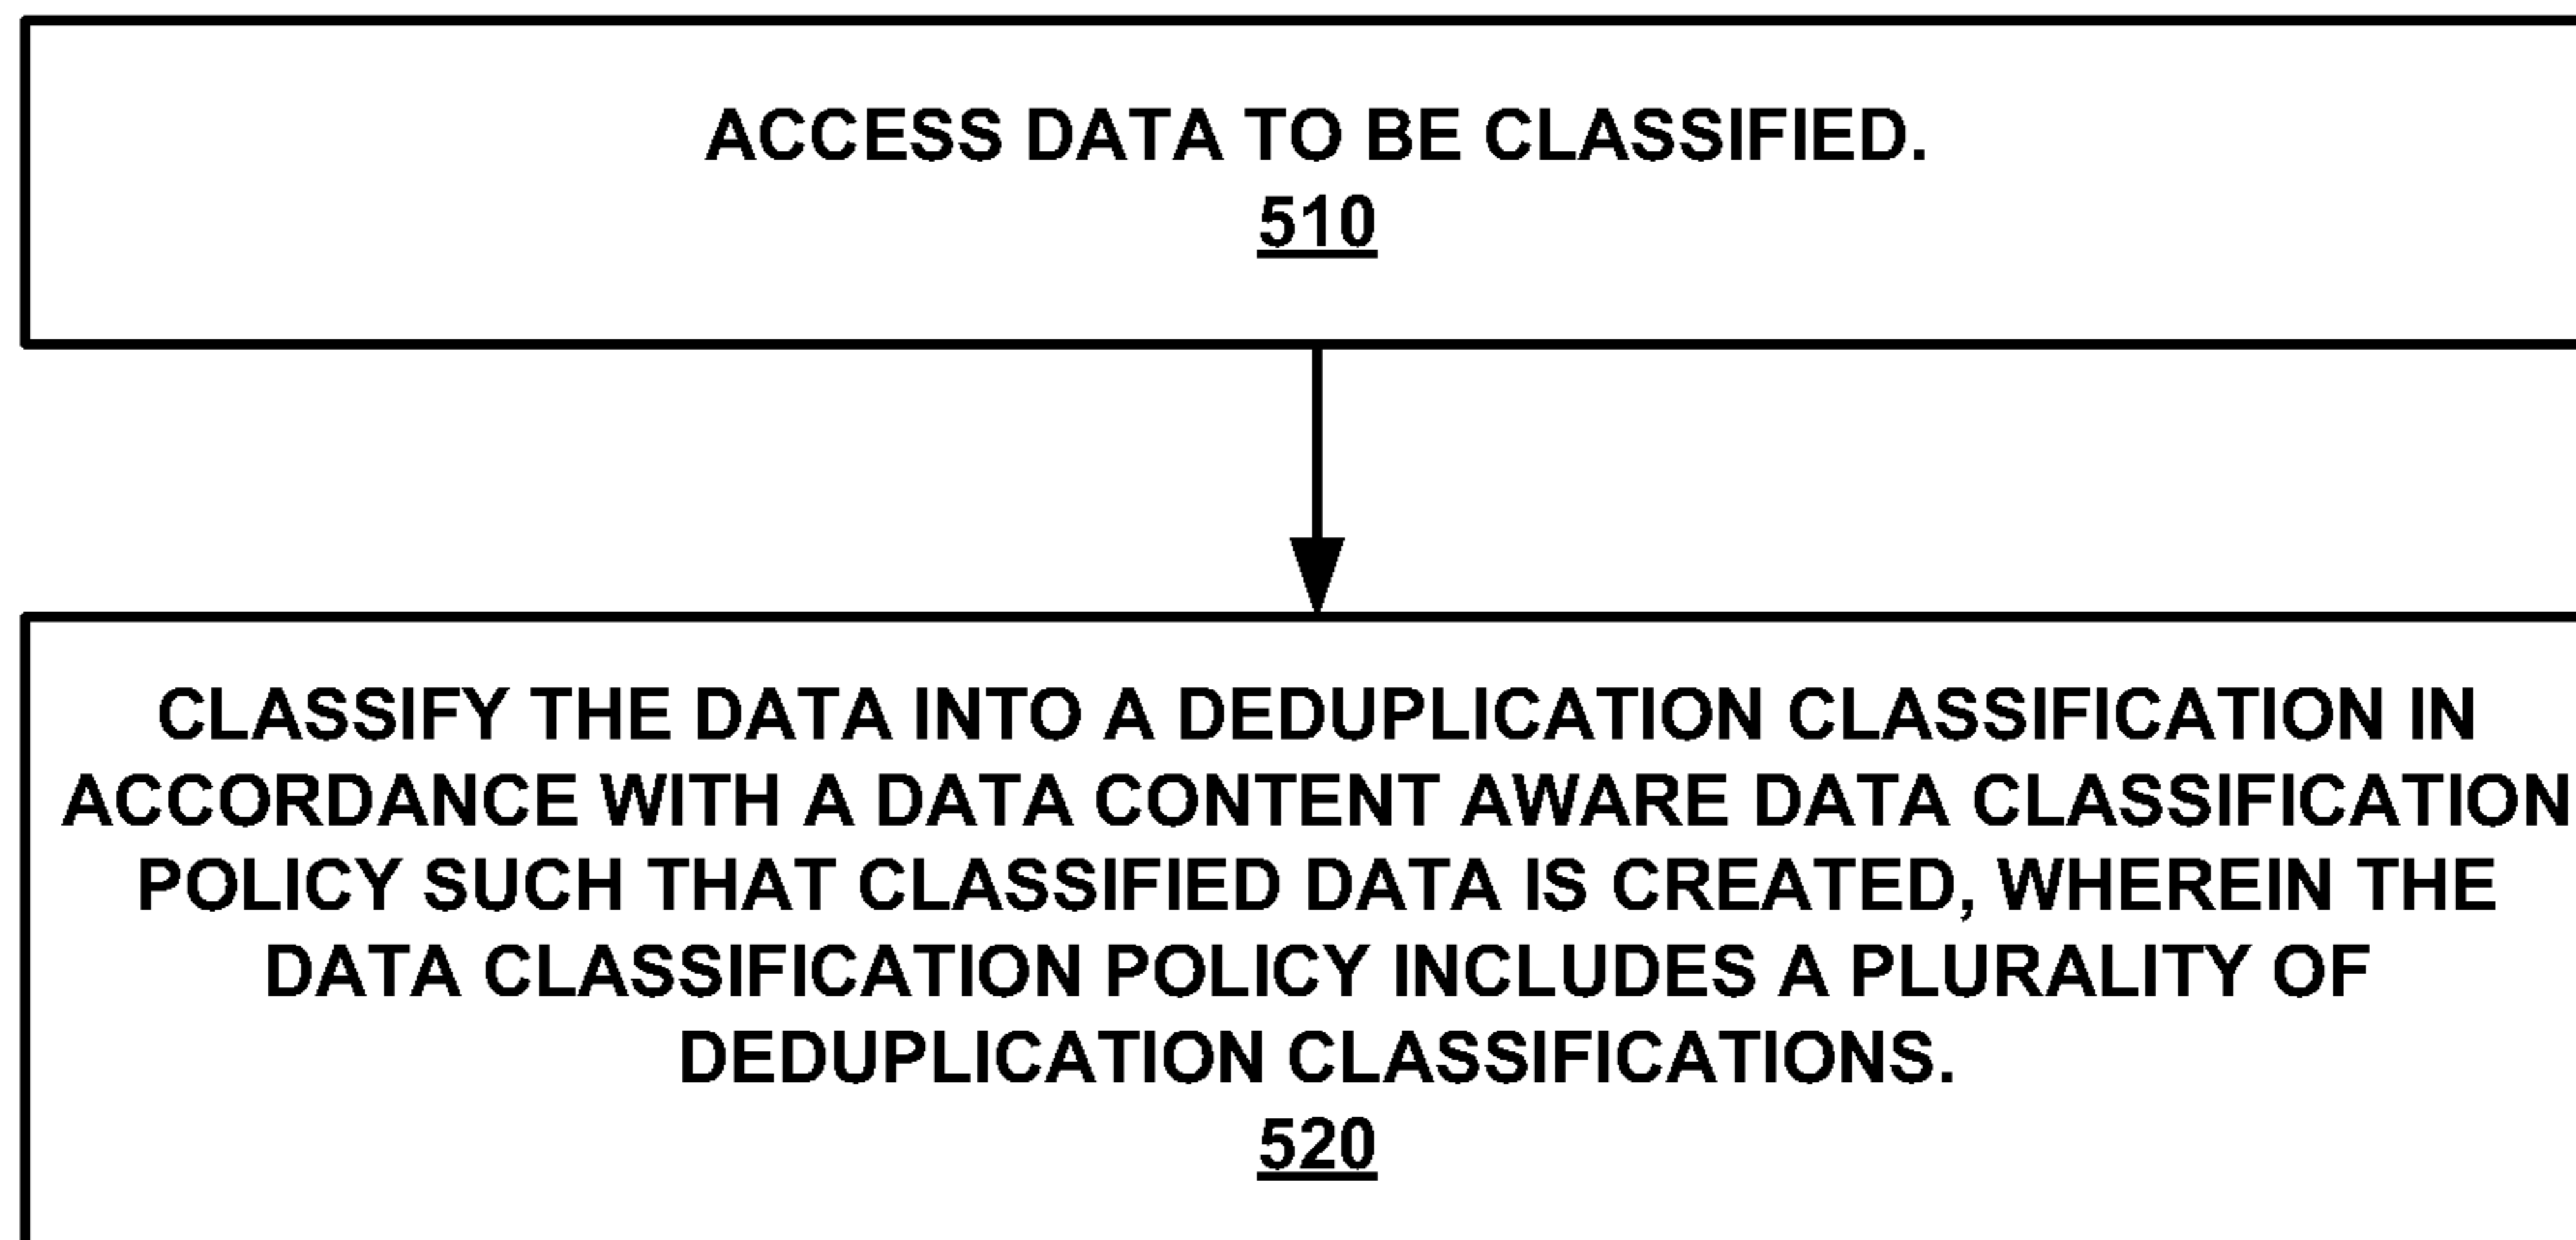 ACCESS DATA TO BE CLASSIFIED.
510
CLASSIFY THE DATA INTO A DEDUPLICATION CLASSIFICATION IN
ACCORDANCE WITH A DATA CONTENT AWARE DATA CLASSIFICATION
POLICY SUCH THAT CLASSIFIED DATA IS CREATED, WHEREIN THE
DATA CLASSIFICATION POLICY INCLUDES A PLURALITY OF
DEDUPLICATION CLASSIFICATIONS.
520